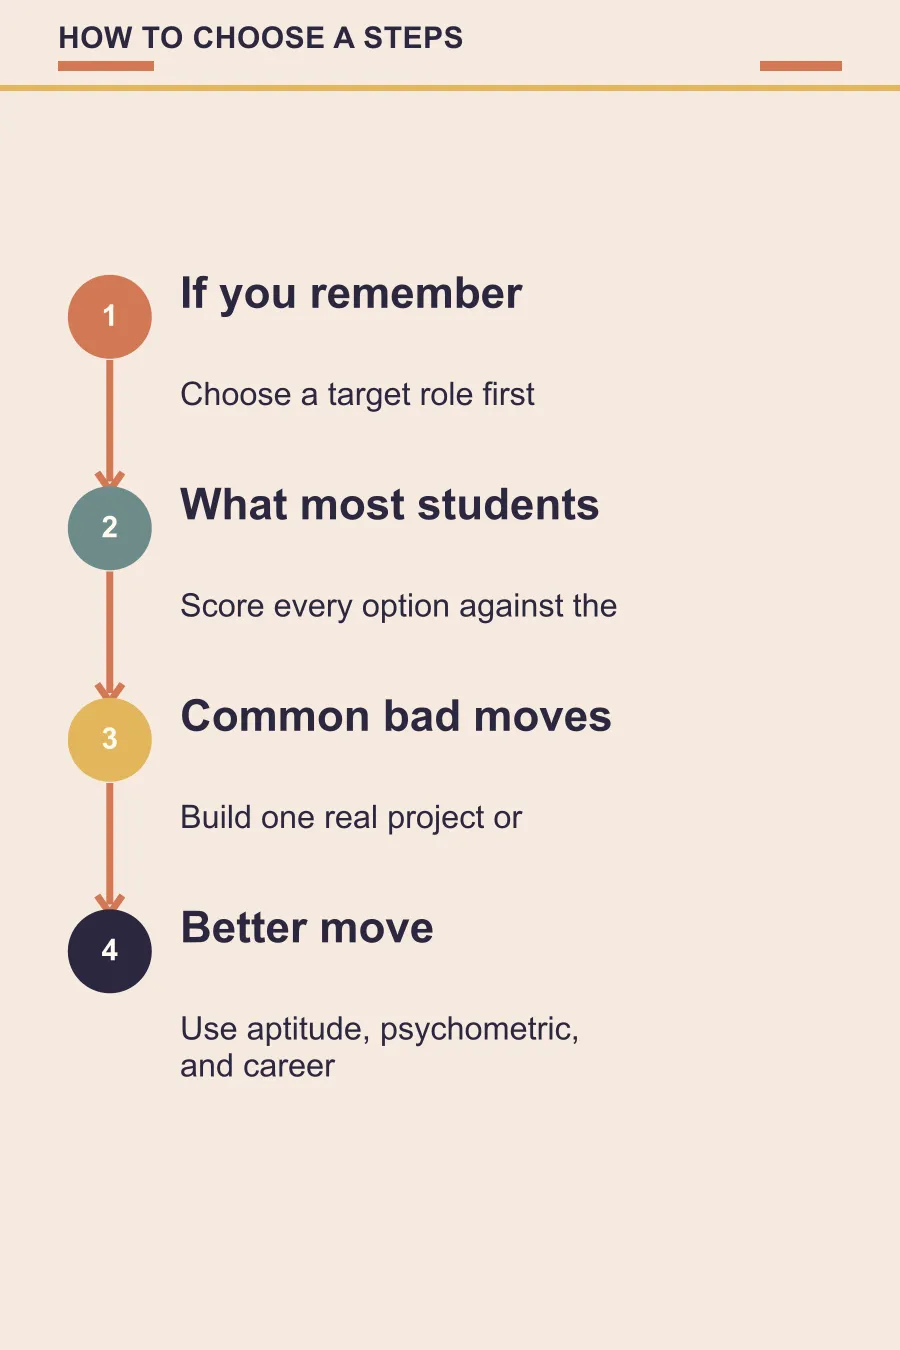 HOW TO CHOOSE A STEPS
1
If you remember
Choose a target role first
2
What most students
Score every option against the
3
Common bad moves
Build one real project or
4
Better move
Use aptitude, psychometric,
and career